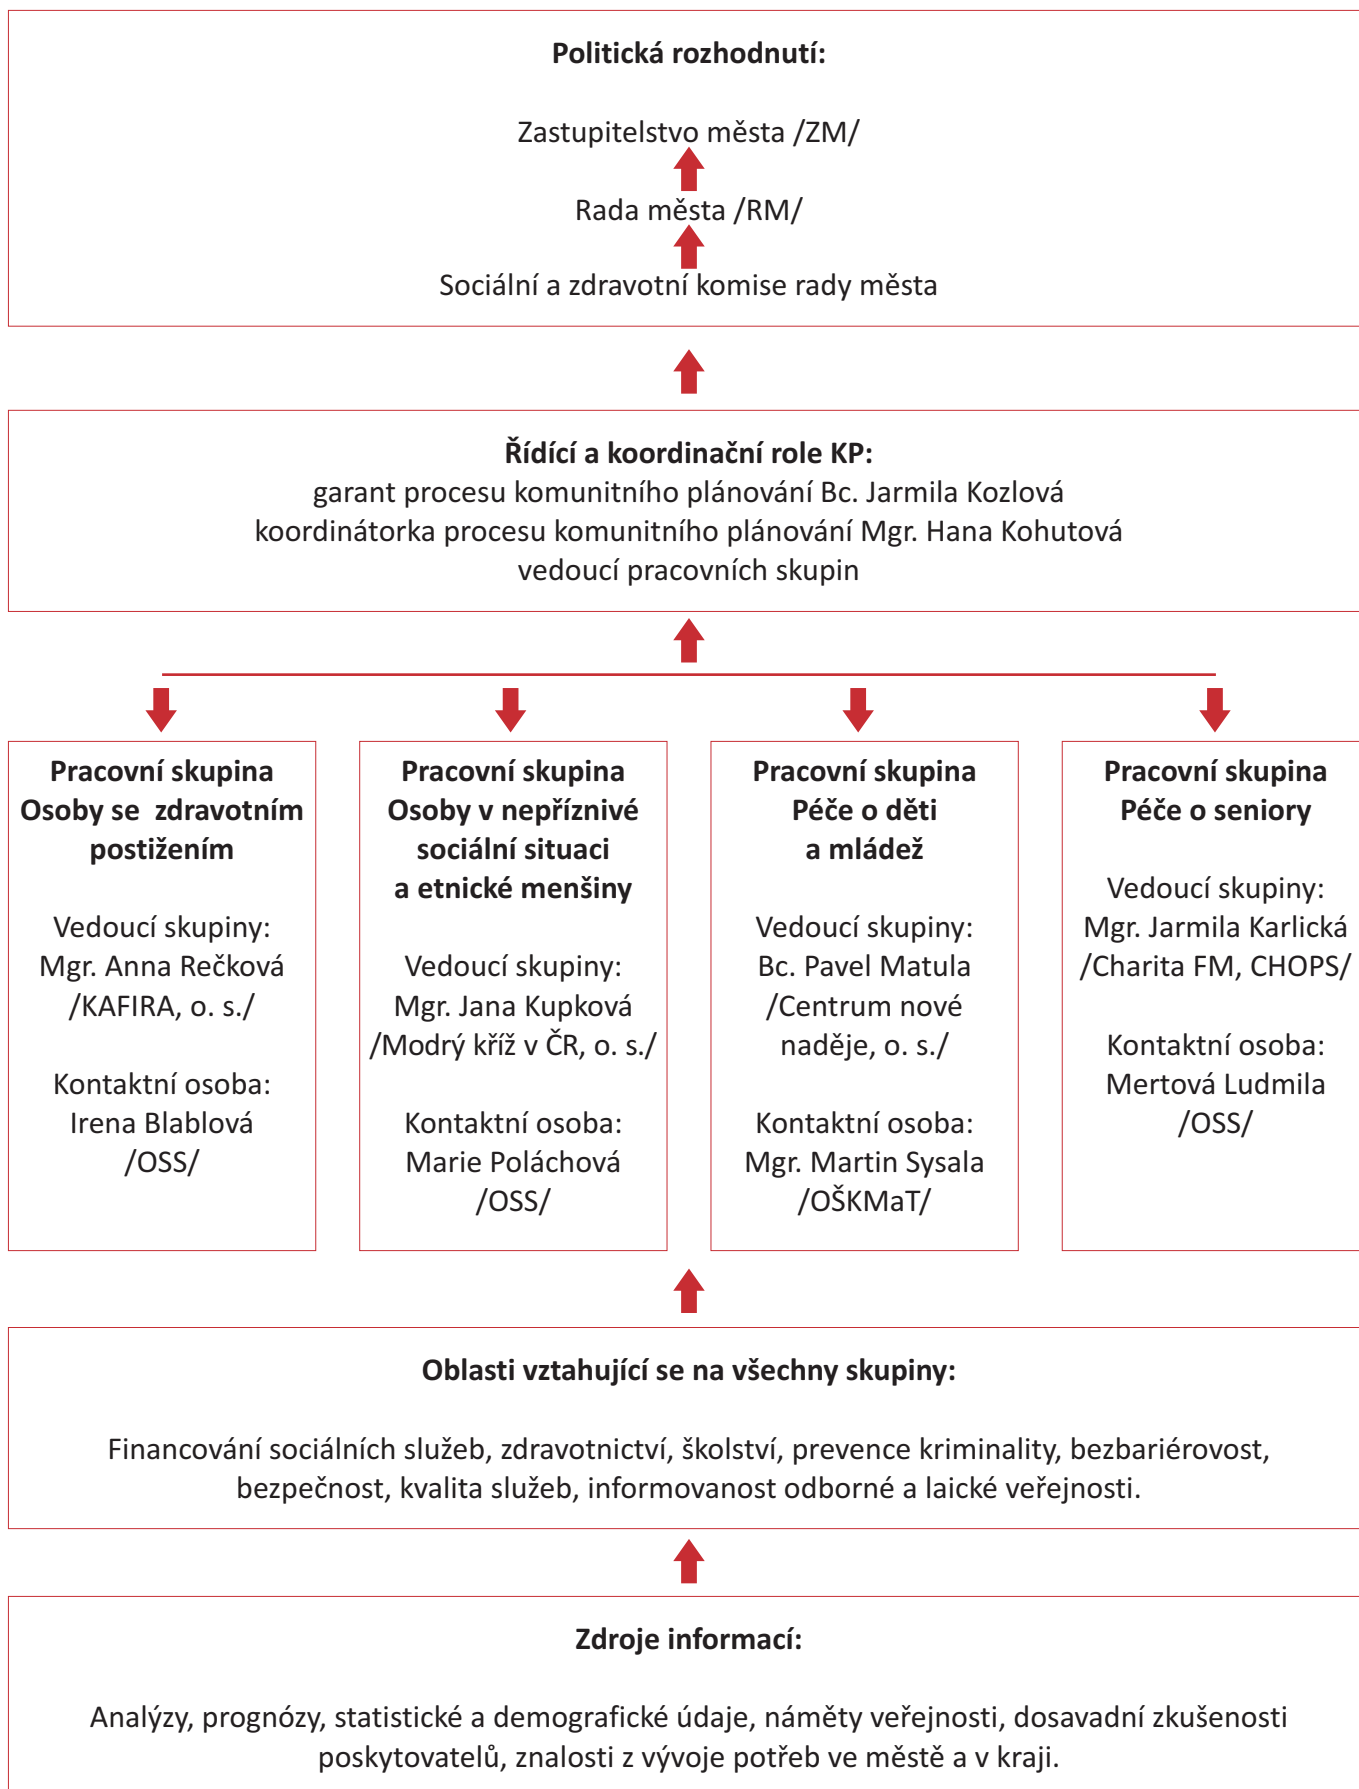 Politická rozhodnutí:
Zastupitelstvo města /ZM/
Rada města /RM/
Sociální a zdravotní komise rady města
Řídící a koordinační role KP:
garant procesu komunitního plánování Bc. Jarmila Kozlová
koordinátorka procesu komunitního plánování Mgr. Hana Kohutová
vedoucí pracovních skupin
Pracovní skupina
Osoby se zdravotním
postižením
Vedoucí skupiny:
Mgr. Anna Rečková
/KAFIRA, o. s./
Kontaktní osoba:
Irena Blablová
/OSS/
Pracovní skupina
Osoby v nepříznivé
sociální situaci
a etnické menšiny
Vedoucí skupiny:
Mgr. Jana Kupková
/Modrý kříž v ČR, o. s./
Kontaktní osoba:
Marie Poláchová
/OSS/
Pracovní skupina
Péče o děti
a mládež
Vedoucí skupiny:
Bc. Pavel Matula
/Centrum nové
naděje, o. s./
Kontaktní osoba:
Mgr. Martin Sysala
/OŠKMaT/
Pracovní skupina
Péče o seniory
Vedoucí skupiny:
Mgr. Jarmila Karlická
/Charita FM, CHOPS/
Kontaktní osoba:
Mertová Ludmila
/OSS/
Oblasti vztahující se na všechny skupiny:
Financování sociálních služeb, zdravotnictví, školství, prevence kriminality, bezbariérovost,
bezpečnost, kvalita služeb, informovanost odborné a laické veřejnosti.
Zdroje informací:
Analýzy, prognózy, statistické a demografické údaje, náměty veřejnosti, dosavadní zkušenosti
poskytovatelů, znalosti z vývoje potřeb ve městě a v kraji.